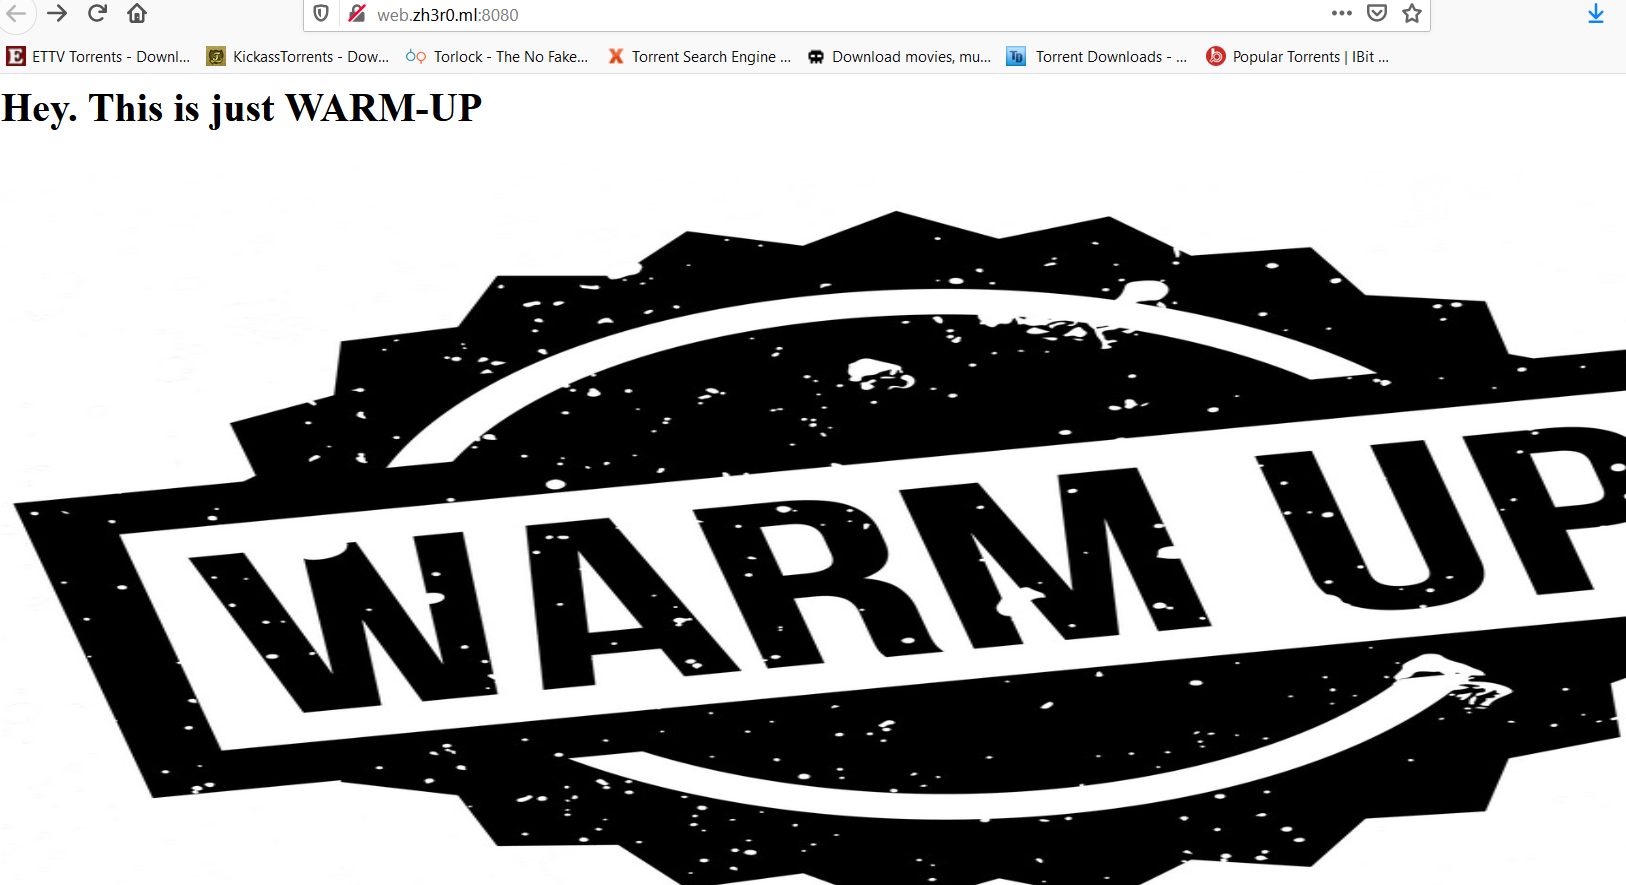 web.zh3r0.ml:8080
ETTV Torrents - Downl... KickassTorrents - Dow... Torlock - The No Fake... Torrent Search Engine ... Download movies, mu... Torrent Downloads - ... Popular Torrents | IBit ...
Hey. This is just WARM-UP
WARM UP